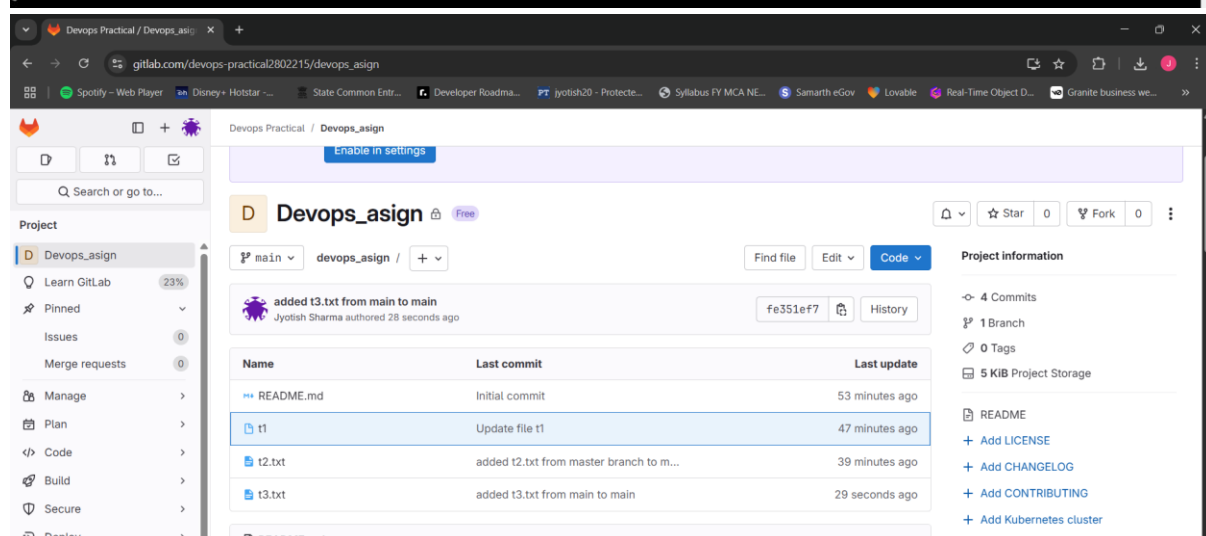 Devops Practical / Devops_asig
gitlab.com/devops-practical2802215/devops_asign
Spotify – Web Player
Disney+ Hotstar -...
State Common Entr...
Developer Roadma...
PT jyotish20 - Protecte...
Syllabus FY MCA NE...
S Samarth eGov
Lovable
Real-Time Object D...
Granite business we...
»
J
Devops Practical / Devops_asign
Enable in settings
Search or go to...
Project
D Devops_asign
Learn GitLab 23%
Pinned
Issues 0
Merge requests 0
Manage
Plan
Code
Build
Secure
D Devops_asign Free
Star 0
Fork 0
main
devops_asign / +
Find file
Edit
Code
added t3.txt from main to main
Jyotish Sharma authored 28 seconds ago
fe351ef7
History
Name Last commit Last update
README.md Initial commit 53 minutes ago
t1 Update file t1 47 minutes ago
t2.txt added t2.txt from master branch to m... 39 minutes ago
t3.txt added t3.txt from main to main 29 seconds ago
Project information
4 Commits
1 Branch
0 Tags
5 KiB Project Storage
README
+ Add LICENSE
+ Add CHANGELOG
+ Add CONTRIBUTING
+ Add Kubernetes cluster